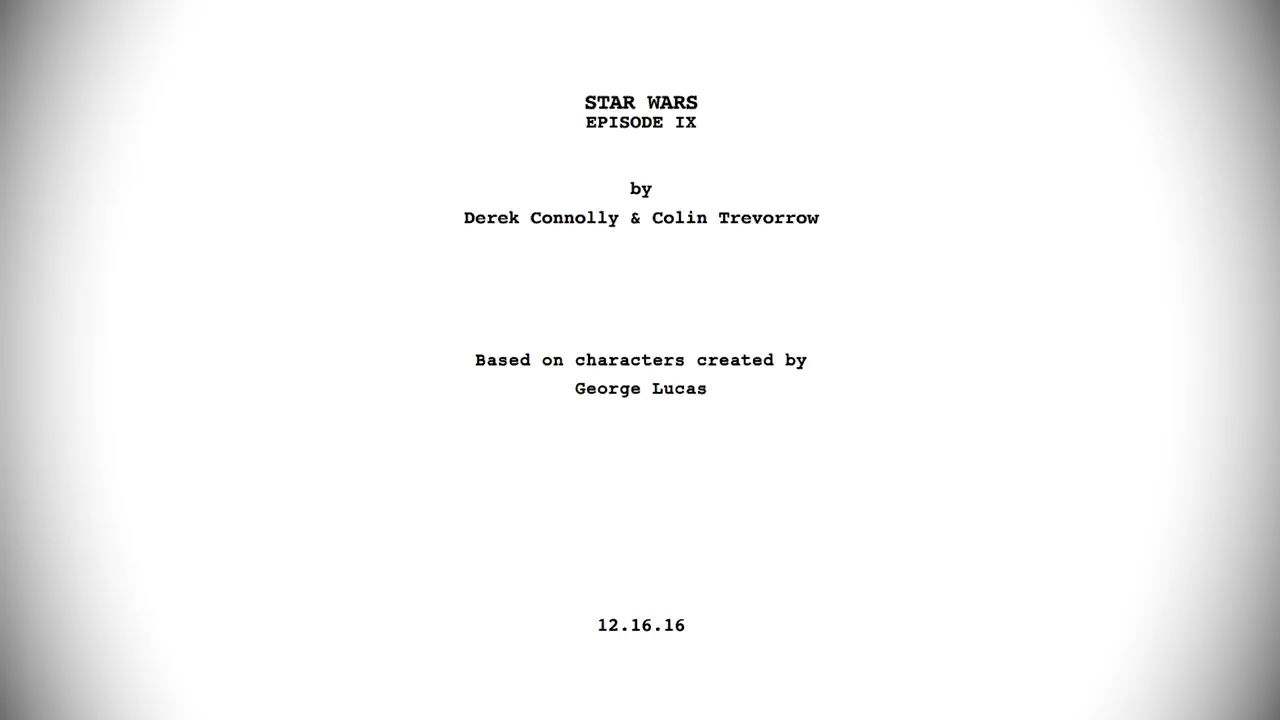 STAR WARS
EPISODE IX
by
Derek Connolly & Colin Trevorrow
Based on characters created by
George Lucas
12.16.16